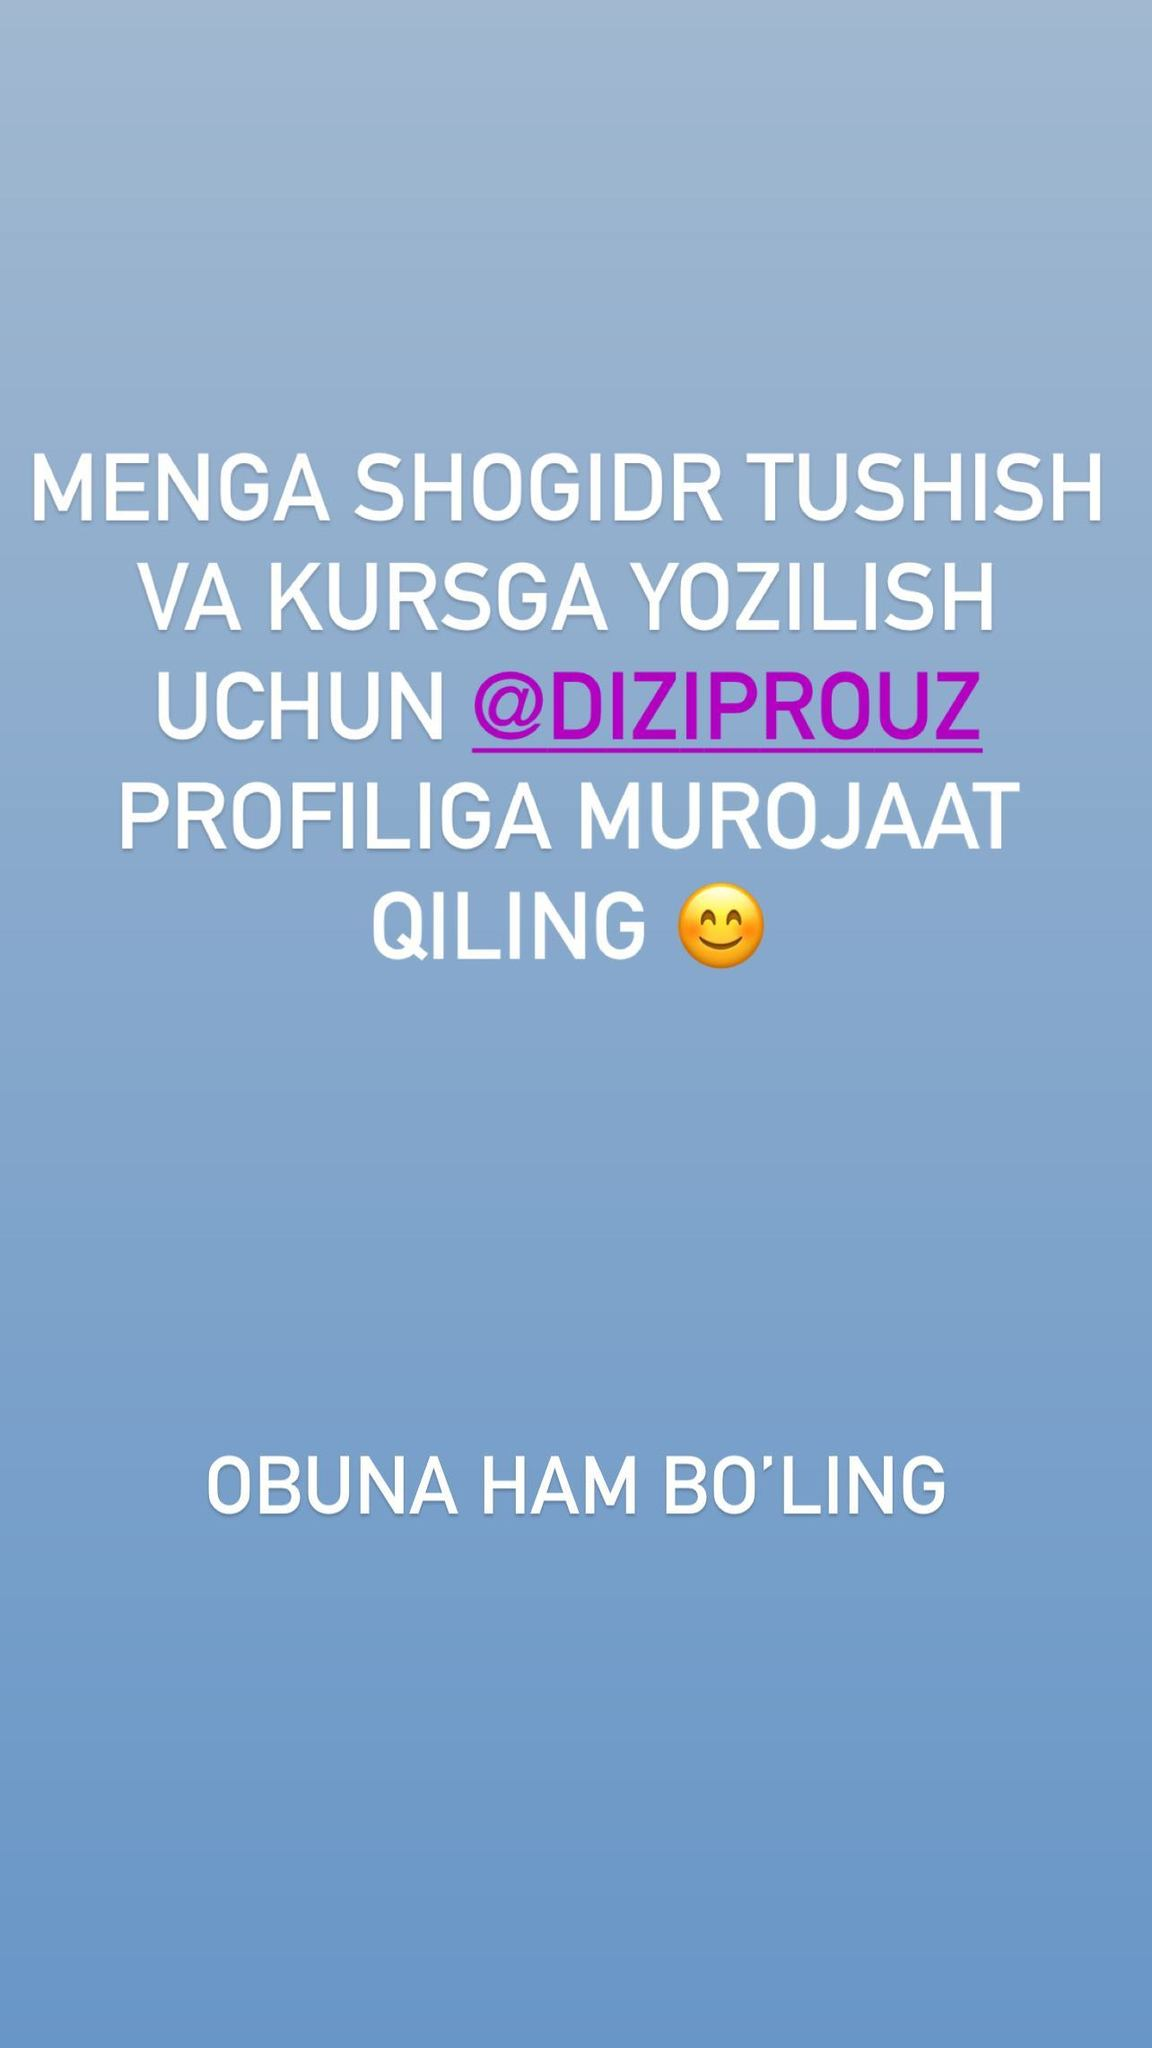 MENGA SHOGIDR TUSHISH
VA KURSGA YOZILISH
UCHUN @DIZIPROUZ
PROFILIGA MUROJAAT
QILING 😊
OBUNA HAM BO’LING